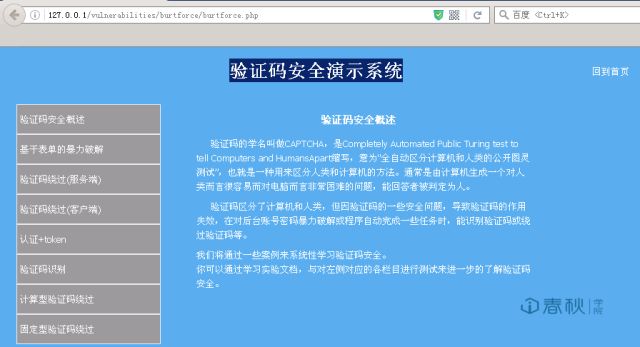 127.0.0.1/vulnerabilities/burtforce/burtforce.php
百度 <Ctrl+K>
验证码安全演示系统
回到首页
验证码安全概述
基于表单的暴力破解
验证码绕过(服务端)
验证码绕过(客户端)
认证+token
验证码识别
计算型验证码绕过
固定型验证码绕过
验证码安全概述
验证码的学名叫做CAPTCHA，是Completely Automated Public Turing test to
tell Computers and HumansApart缩写，意为"全自动区分计算机和人类的公开图灵
测试"，也就是一种用来区分人类和计算机的方法。通常是由计算机生成一个对人
类而言很容易而对电脑而言非常困难的问题，能回答者被判定为人。
验证码区分了计算机和人类，但因验证码的一些安全问题，导致验证码的作用
失效，在对后台账号密码暴力破解或程序自动完成一些任务时，能识别验证码或绕
过验证码等。
我们将通过一些案例来系统性学习验证码安全。
你可以通过学习实验文档，与对左侧对应的各栏目进行测试来进一步的了解验证码
安全。
春秋学院